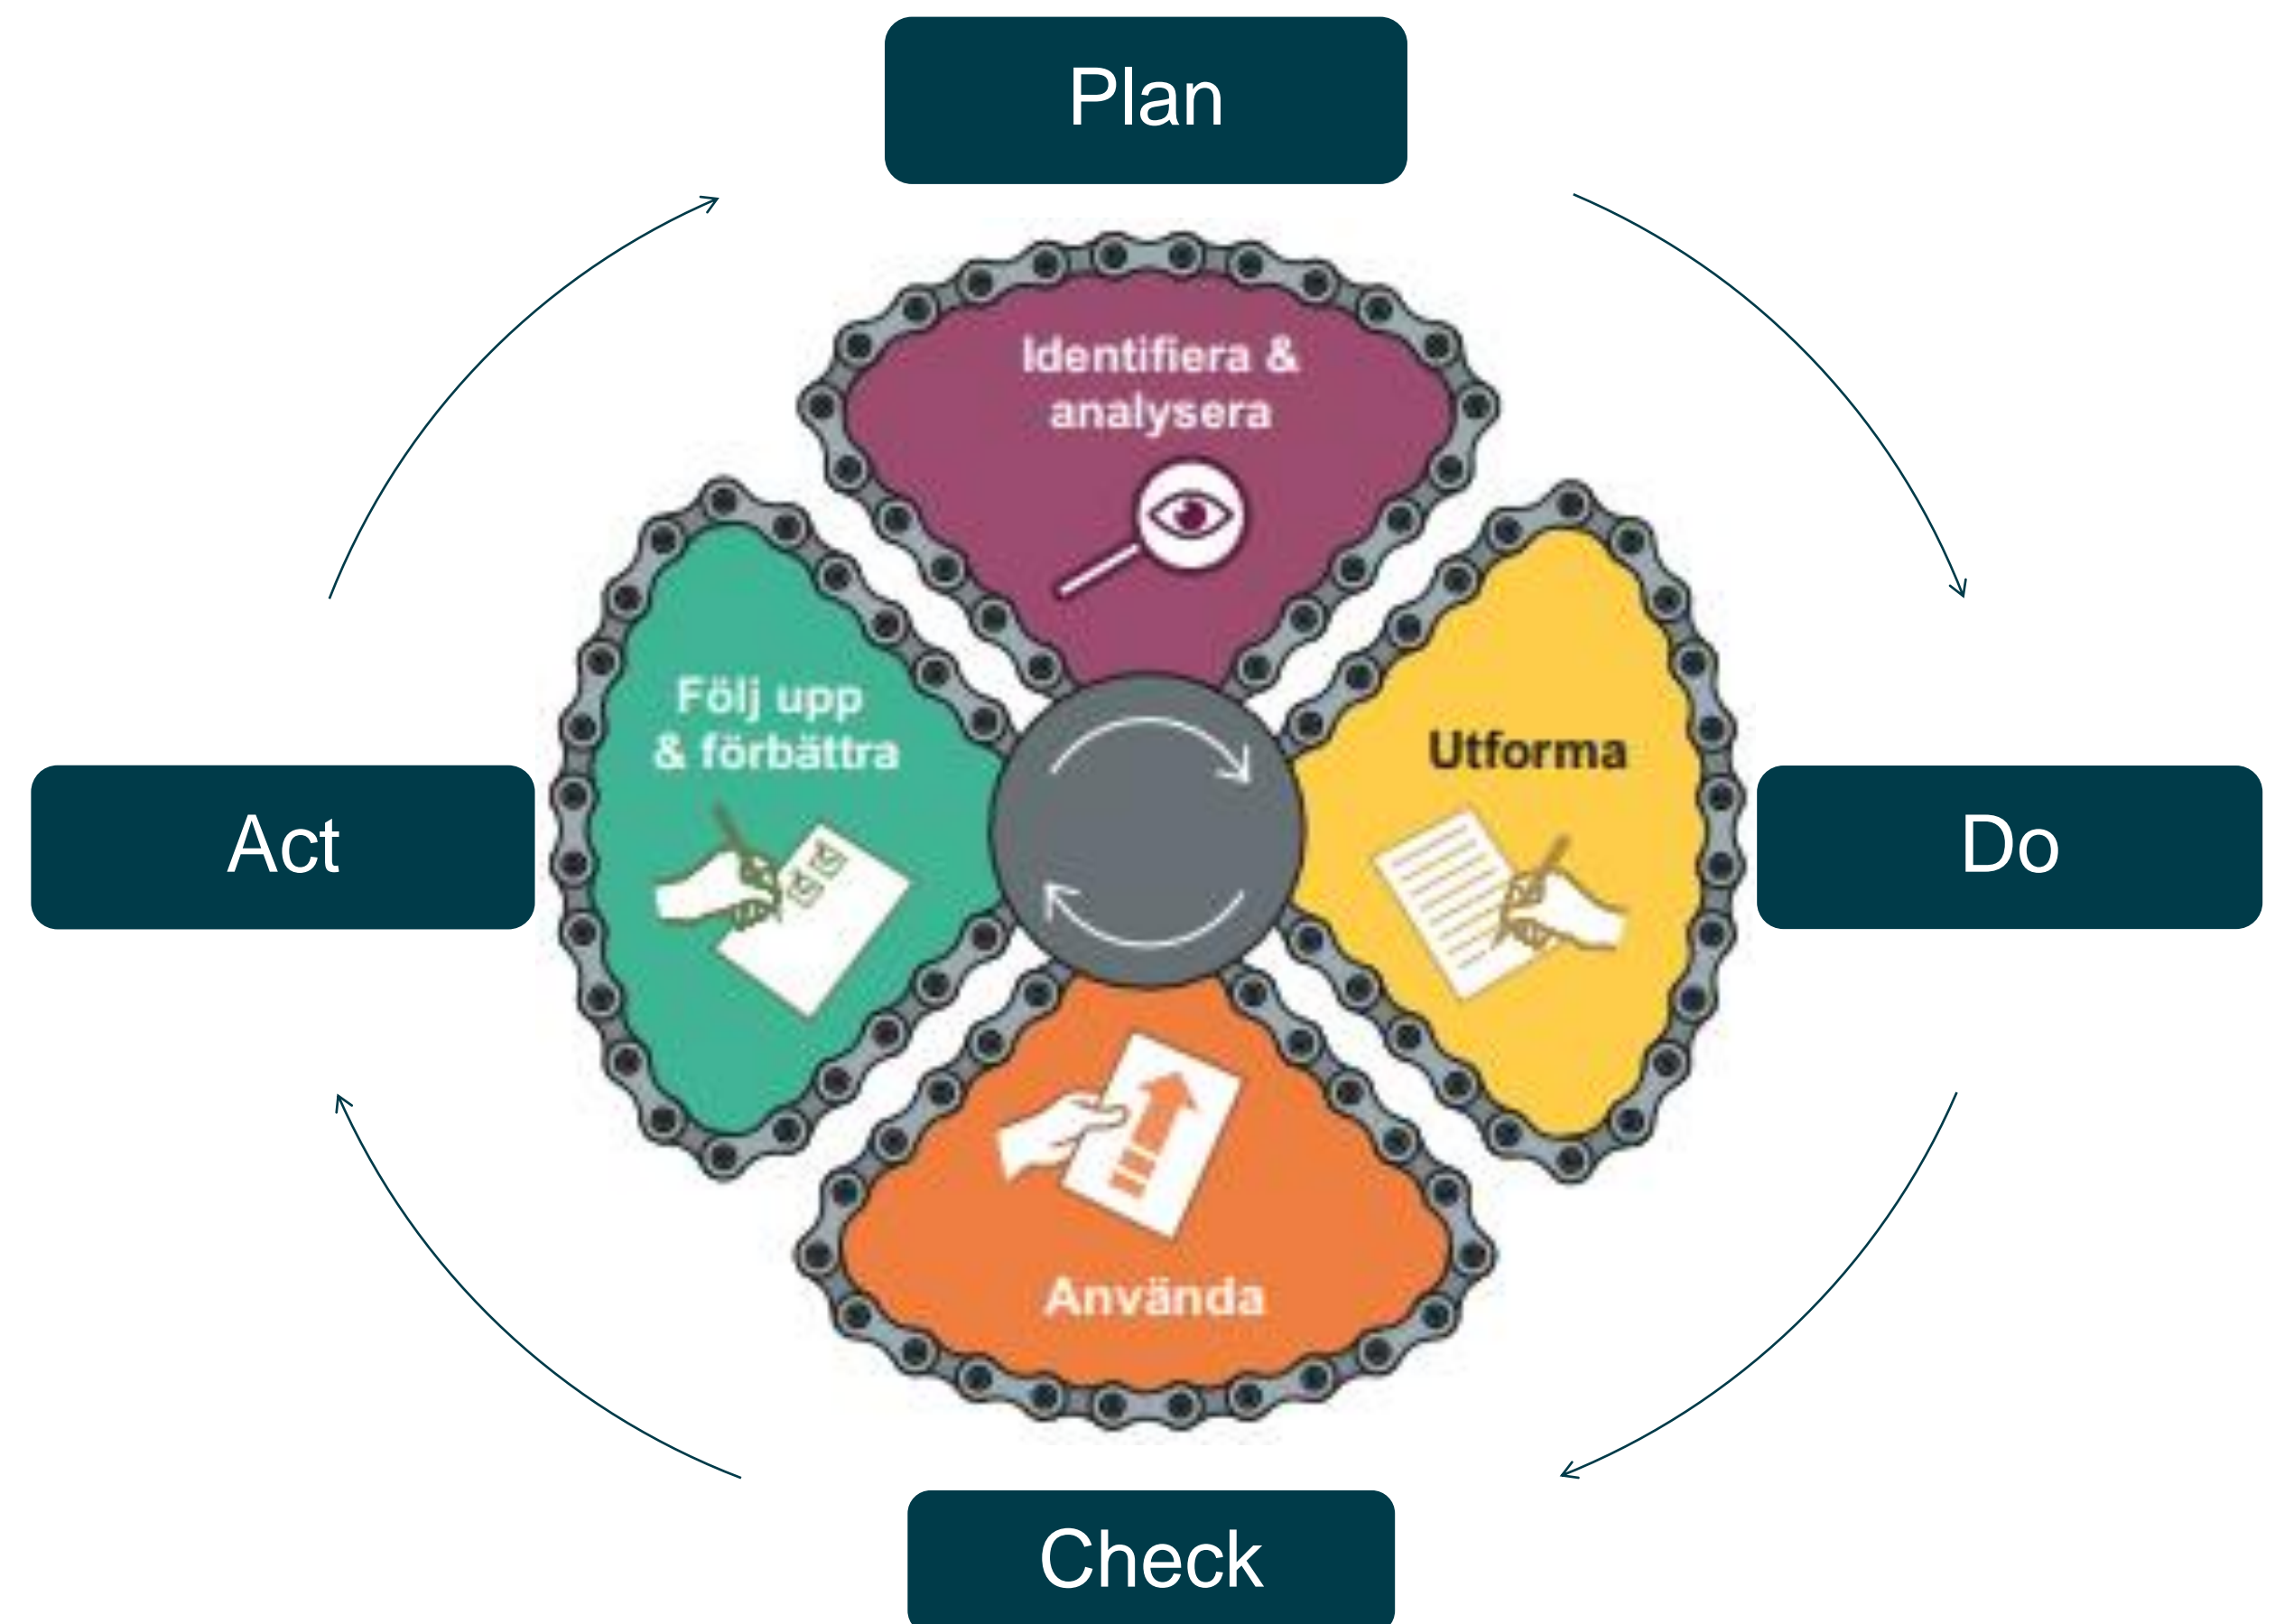 Plan
Identifiera &
analysera
Följ upp
& förbättra
Utforma
Act
Do
Använda
Check